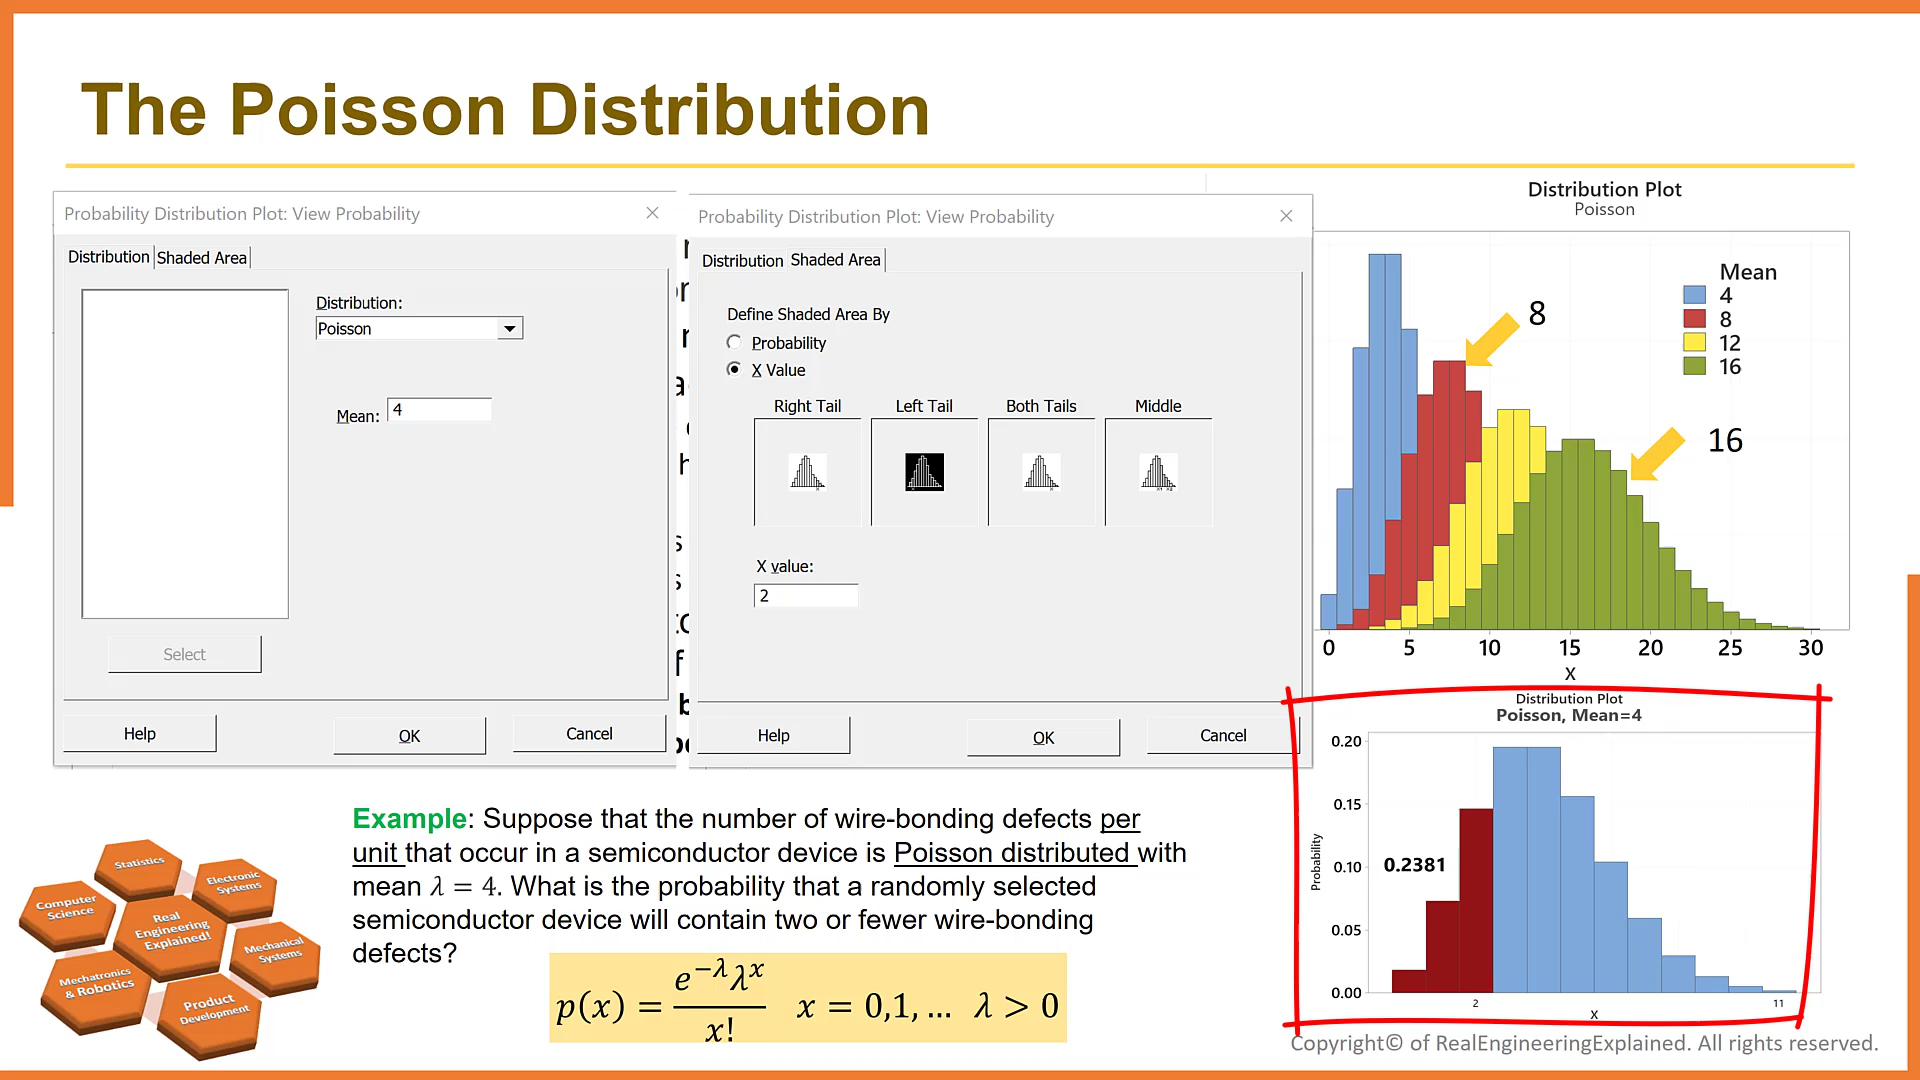 The Poisson Distribution
Probability Distribution Plot: View Probability
Distribution
Shaded Area
Distribution:
Poisson
Mean:
4
Select
Help
OK
Cancel
Probability Distribution Plot: View Probability
Distribution
Shaded Area
Define Shaded Area By
Probability
X Value
Right Tail
Left Tail
Both Tails
Middle
X value:
2
Help
OK
Cancel
Distribution Plot
Poisson
Mean
4
8
12
16
8
16
0 5 10 15 20 25 30
X
Distribution Plot
Poisson, Mean=4
0.20
0.15
0.10
0.05
0.00
Probability
0.2381
2 11
X
Example: Suppose that the number of wire-bonding defects per
unit that occur in a semiconductor device is Poisson distributed with
mean λ = 4. What is the probability that a randomly selected
semiconductor device will contain two or fewer wire-bonding
defects?
p(x) = e^{−λ}λ^x / x!   x = 0,1, …   λ > 0
Statistics
Electronic
Systems
Computer
Science
Real
Engineering
Explained!
Mechanical
Systems
Mechatronics
& Robotics
Product
Development
Copyright© of RealEngineeringExplained. All rights reserved.